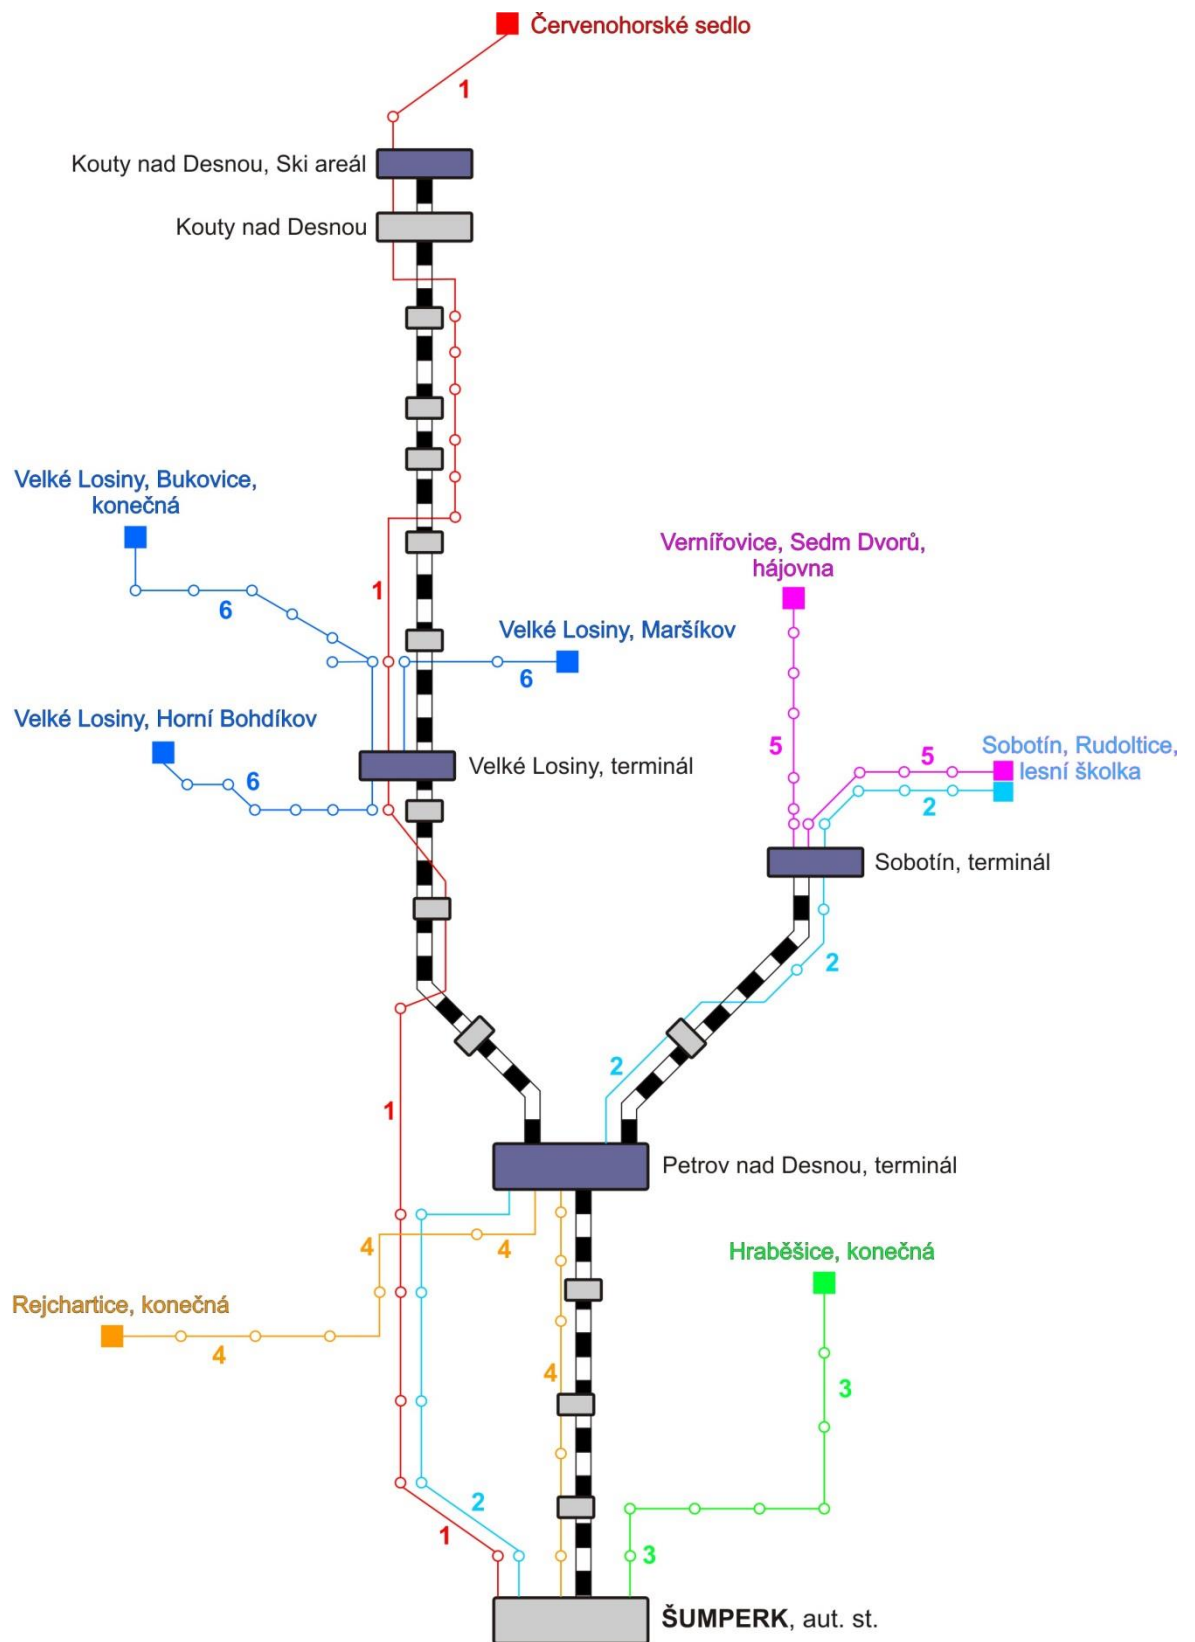 Červenohorské sedlo
1
Kouty nad Desnou, Ski areál
Kouty nad Desnou
Velké Losiny, Bukovice,
konečná
Vernířovice, Sedm Dvorů,
hájovna
1
6
Velké Losiny, Maršíkov
6
Velké Losiny, Horní Bohdíkov
5
5
Sobotín, Rudoltice,
lesní školka
Velké Losiny, terminál
6
2
Sobotín, terminál
2
2
1
Petrov nad Desnou, terminál
4
4
Hraběšice, konečná
Rejchartice, konečná
4
4
3
2
1
3
ŠUMPERK, aut. st.